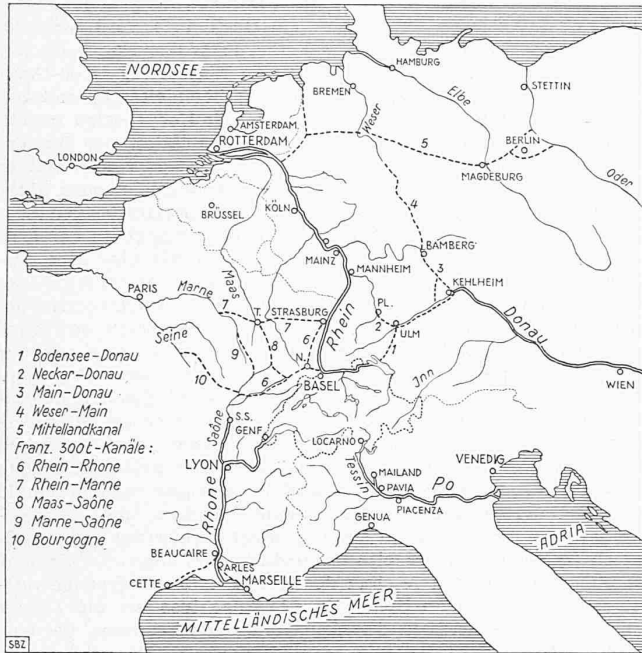 NORDSEE
HAMBURG
BREMEN
Elbe
STETTIN
Weser
AMSTERDAM
ROTTERDAM
LONDON
5
BERLIN
MAGDEBURG
Oder
BRÜSSEL
KÖLN
4
Maas
MAINZ
BAMBERG
MANNHEIM
3
KEHLHEIM
PARIS
Marne
7
T.
STRASBURG
7
Rhein
PL.
2
ULM
Donau
Seine
9
8
6
N.
1
10
6
BASEL
Inn
WIEN
1 Bodensee-Donau
2 Neckar-Donau
3 Main-Donau
4 Weser-Main
5 Mittellandkanal
Franz. 300t-Kanäle:
6 Rhein-Rhone
7 Rhein-Marne
8 Maas-Saône
9 Marne-Saône
10 Bourgogne
Saône
S.S.
GENF
LOCARNO
LYON
Tessin
MAILAND
VENEDIG
PAVIA
Po
PIACENZA
Rhone
GENUA
ADRIA
BEAUCAIRE
ARLES
CETTE
MARSEILLE
MITTELLÄNDISCHES MEER
SBZ